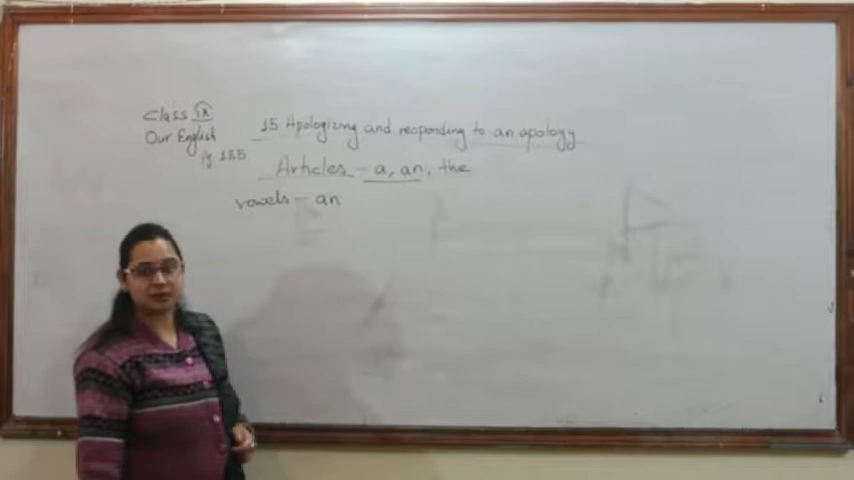 Class IX
Our English 15 Apologizing and responding to an apology
Pg 155
Articles - a, an, the
vowels - an